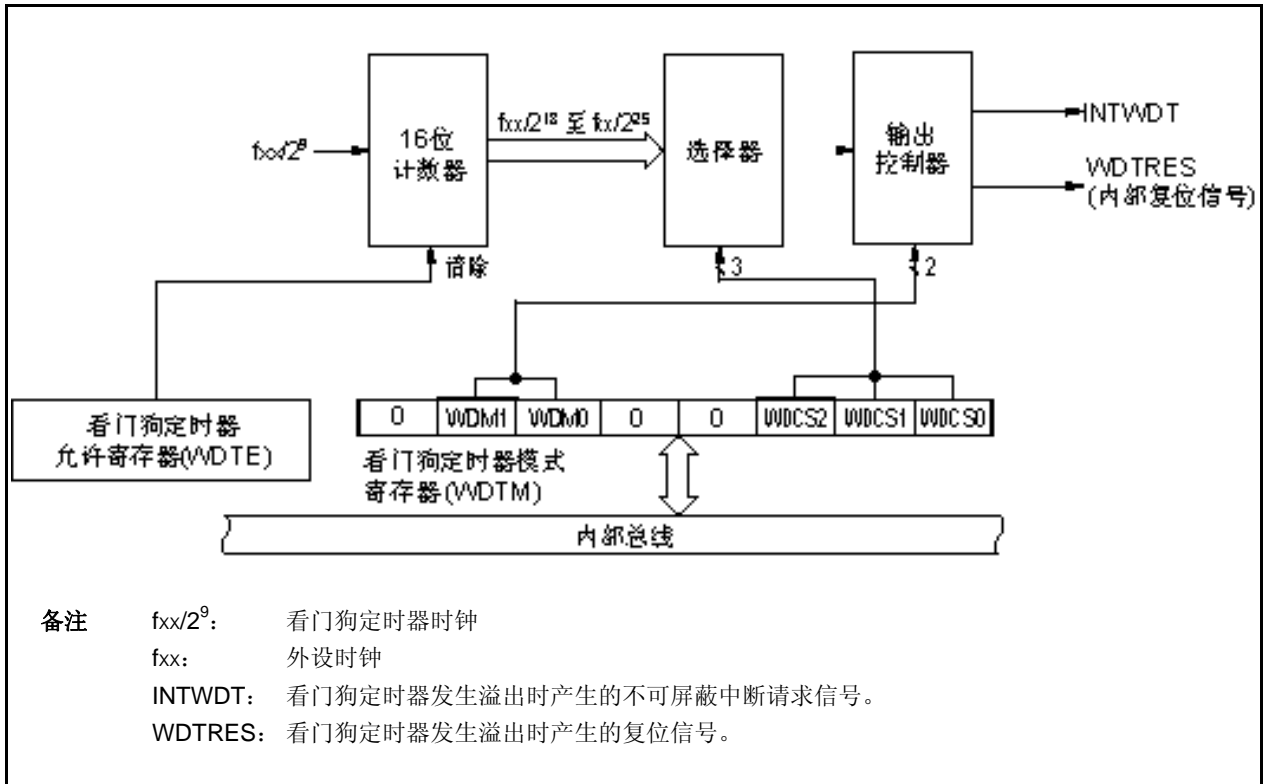 fxx/2⁹
16位
计数器
fxx/2¹⁸ 至 fxx/2²⁵
选择器
输出
控制器
INTWDT
WDTRES
(内部复位信号)
清除
3
2
看门狗定时器
允许寄存器(WDTE)
0 WDM1 WDM0 0 0 WDCS2 WDCS1 WDCS0
看门狗定时器模式
寄存器(WDTM)
内部总线
备注 fxx/2⁹： 看门狗定时器时钟
fxx： 外设时钟
INTWDT： 看门狗定时器发生溢出时产生的不可屏蔽中断请求信号。
WDTRES： 看门狗定时器发生溢出时产生的复位信号。